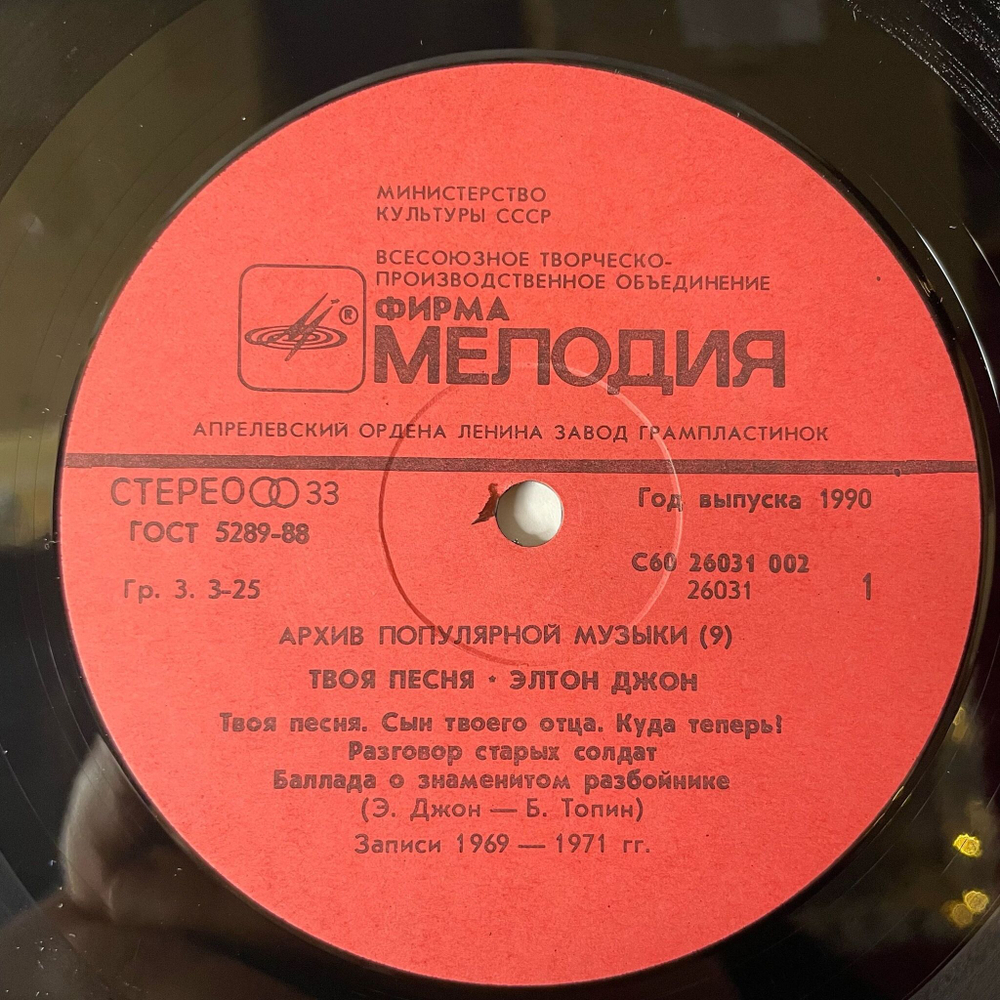 МИНИСТЕРСТВО
КУЛЬТУРЫ СССР
ВСЕСОЮЗНОЕ ТВОРЧЕСКО-
ПРОИЗВОДСТВЕННОЕ ОБЪЕДИНЕНИЕ
®
ФИРМА
МЕЛОДИЯ
АПРЕЛЕВСКИЙ ОРДЕНА ЛЕНИНА ЗАВОД ГРАМПЛАСТИНОК
СТЕРЕО 33
Год выпуска 1990
ГОСТ 5289-88
С60 26031 002
Гр. 3. 3-25
26031
1
АРХИВ ПОПУЛЯРНОЙ МУЗЫКИ (9)
ТВОЯ ПЕСНЯ · ЭЛТОН ДЖОН
Твоя песня. Сын твоего отца. Куда теперь?
Разговор старых солдат
Баллада о знаменитом разбойнике
(Э. Джон — Б. Топин)
Записи 1969 — 1971 гг.